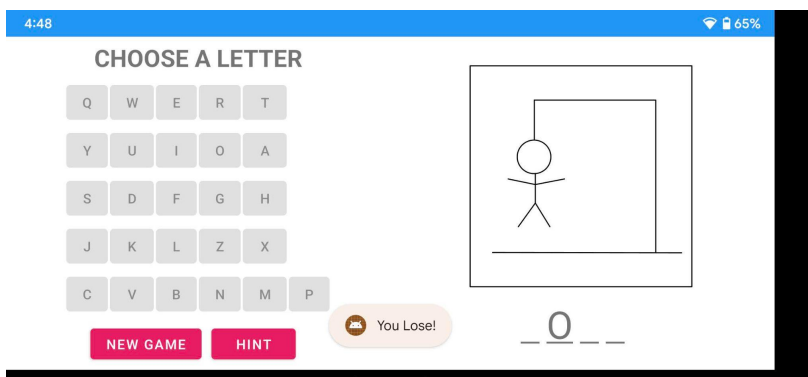 4:48 65%
CHOOSE A LETTER
Q W E R T
Y U I O A
S D F G H
J K L Z X
C V B N M P
NEW GAME HINT
You Lose!
_ O _ _